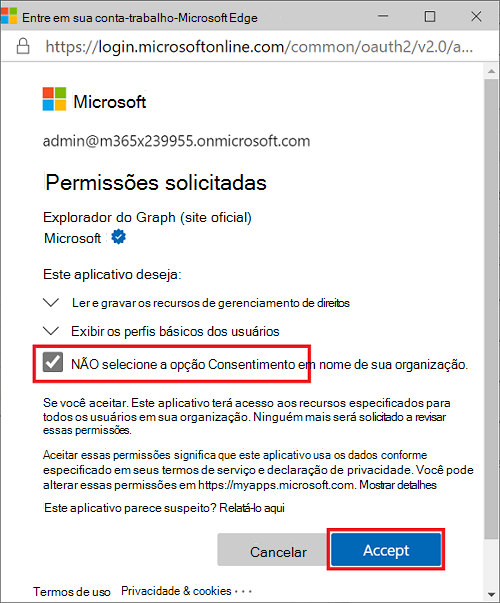 Entre em sua conta-trabalho-Microsoft Edge
https://login.microsoftonline.com/common/oauth2/v2.0/a...
Microsoft
admin@m365x239955.onmicrosoft.com
Permissões solicitadas
Explorador do Graph (site oficial)
Microsoft
Este aplicativo deseja:
Ler e gravar os recursos de gerenciamento de direitos
Exibir os perfis básicos dos usuários
NÃO selecione a opção Consentimento em nome de sua organização.
Se você aceitar. Este aplicativo terá acesso aos recursos especificados para
todos os usuários em sua organização. Ninguém mais será solicitado a revisar
essas permissões.
Aceitar essas permissões significa que este aplicativo usa os dados conforme
especificado em seus termos de serviço e declaração de privacidade. Você pode
alterar essas permissões em https://myapps.microsoft.com. Mostrar detalhes
Este aplicativo parece suspeito? Relatá-lo aqui
Cancelar Accept
Termos de uso Privacidade & cookies ...